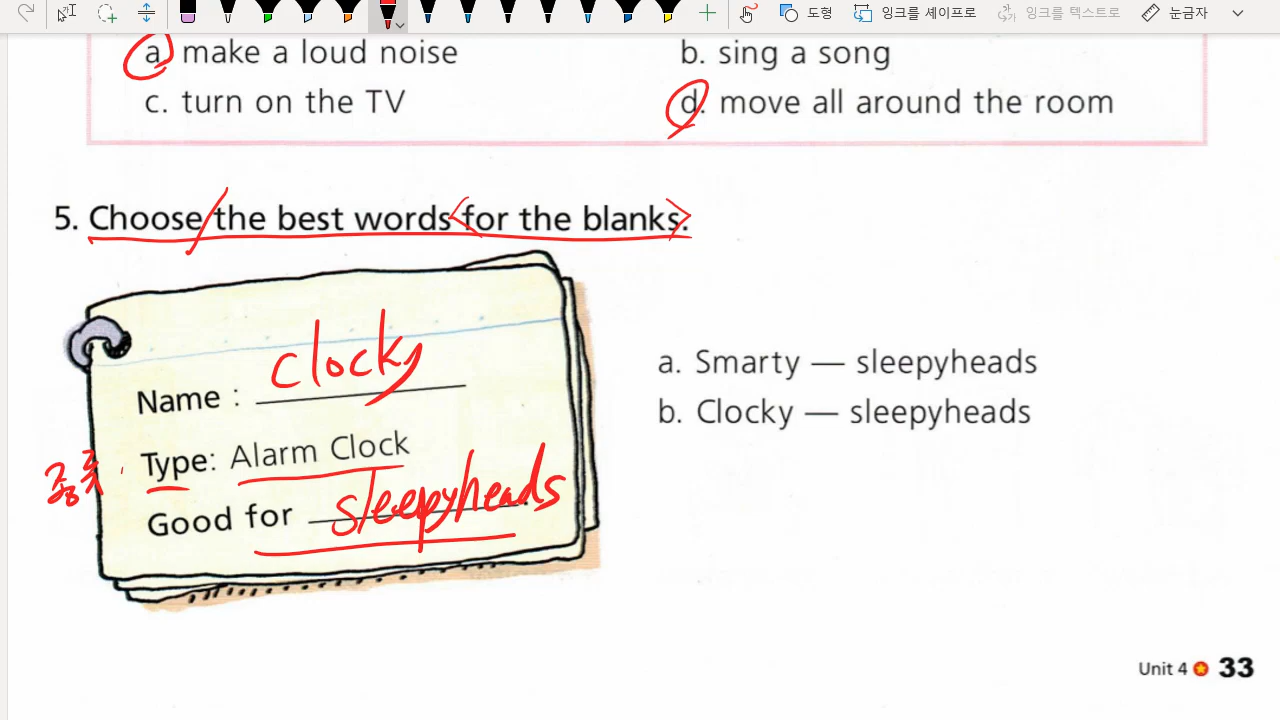 도형 잉크를 셰이프로 잉크를 텍스트로 눈금자
a. make a loud noise b. sing a song
c. turn on the TV d. move all around the room
5. Choose the best words for the blanks.
Name : clocky
종류 Type: Alarm Clock
Good for sleepyheads.
a. Smarty — sleepyheads
b. Clocky — sleepyheads
Unit 4 33